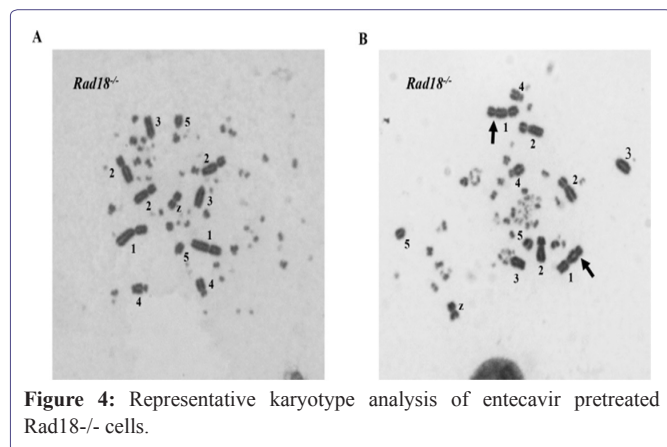 A
B
Rad18-/-
Rad18-/-
3
5
2
2
2
z
3
1
1
5
4
4
4
1
2
3
4
2
5
5
3
2
1
z
Figure 4: Representative karyotype analysis of entecavir pretreated
Rad18-/- cells.